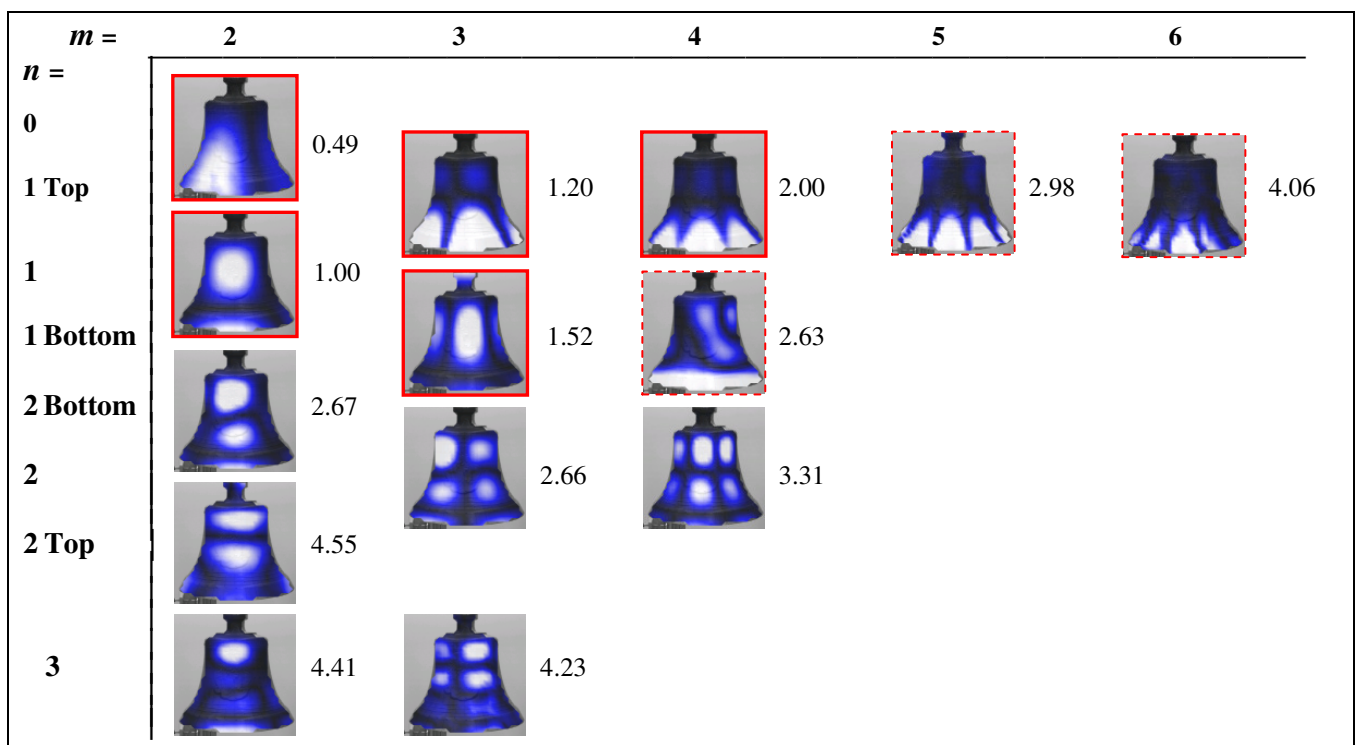 m = 2 3 4 5 6
n =
0
0.49
1 Top 1.20 2.00 2.98 4.06
1 1.00
1 Bottom 1.52 2.63
2 Bottom 2.67
2 2.66 3.31
2 Top 4.55
3 4.41 4.23